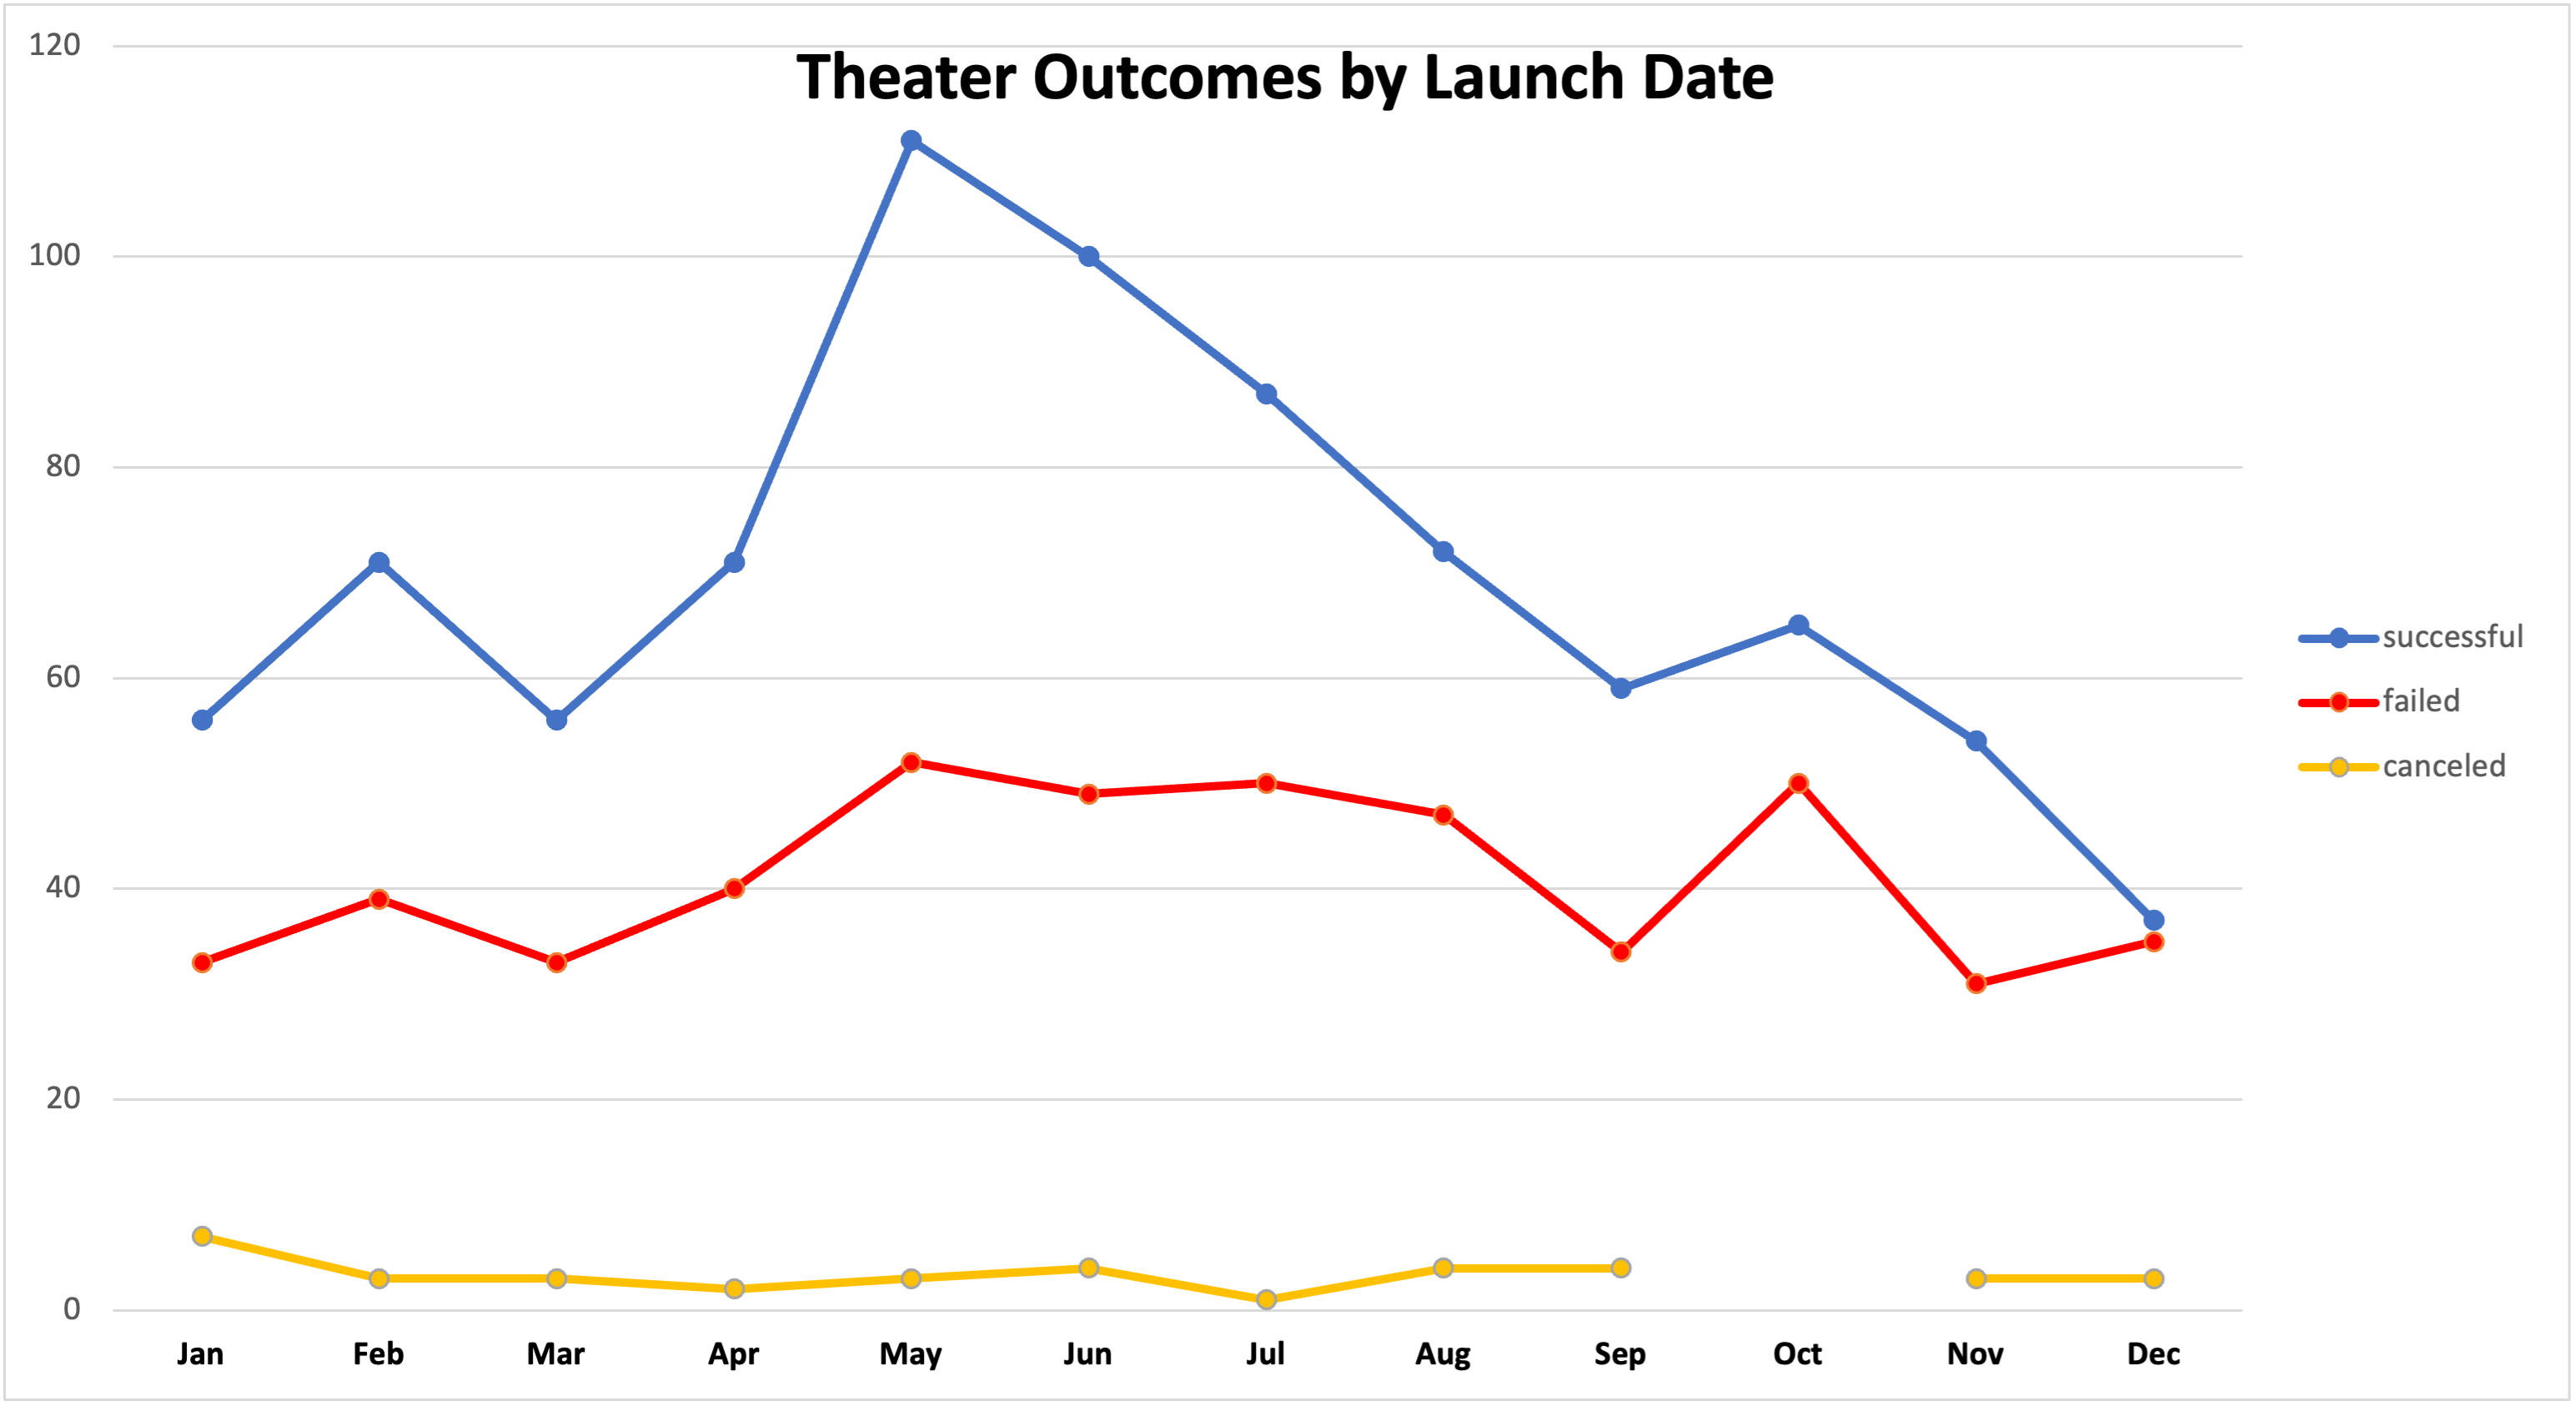 Theater Outcomes by Launch Date
120
100
80
60
40
20
0
Jan Feb Mar Apr May Jun Jul Aug Sep Oct Nov Dec
successful
failed
canceled